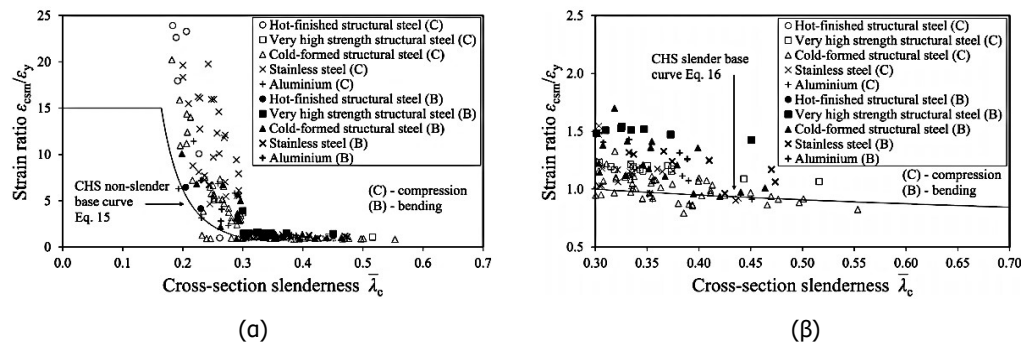 (α)
25
20
15
10
5
0
0.0 0.1 0.2 0.3 0.4 0.5 0.6 0.7
Strain ratio εcsm/εy
Cross-section slenderness λ̅c
Hot-finished structural steel (C)
Very high strength structural steel (C)
Cold-formed structural steel (C)
Stainless steel (C)
Aluminium (C)
Hot-finished structural steel (B)
Very high strength structural steel (B)
Cold-formed structural steel (B)
Stainless steel (B)
Aluminium (B)
CHS non-slender
base curve
Eq. 15
(C) - compression
(B) - bending
(α)
(β)
2.5
2.0
1.5
1.0
0.5
0.30 0.35 0.40 0.45 0.50 0.55 0.60 0.65 0.70
Strain ratio εcsm/εy
Cross-section slenderness λ̅c
Hot-finished structural steel (C)
Very high strength structural steel (C)
Cold-formed structural steel (C)
Stainless steel (C)
Aluminium (C)
Hot-finished structural steel (B)
Very high strength structural steel (B)
Cold-formed structural steel (B)
Stainless steel (B)
Aluminium (B)
CHS slender base
curve Eq. 16
(C) - compression
(B) - bending
(β)